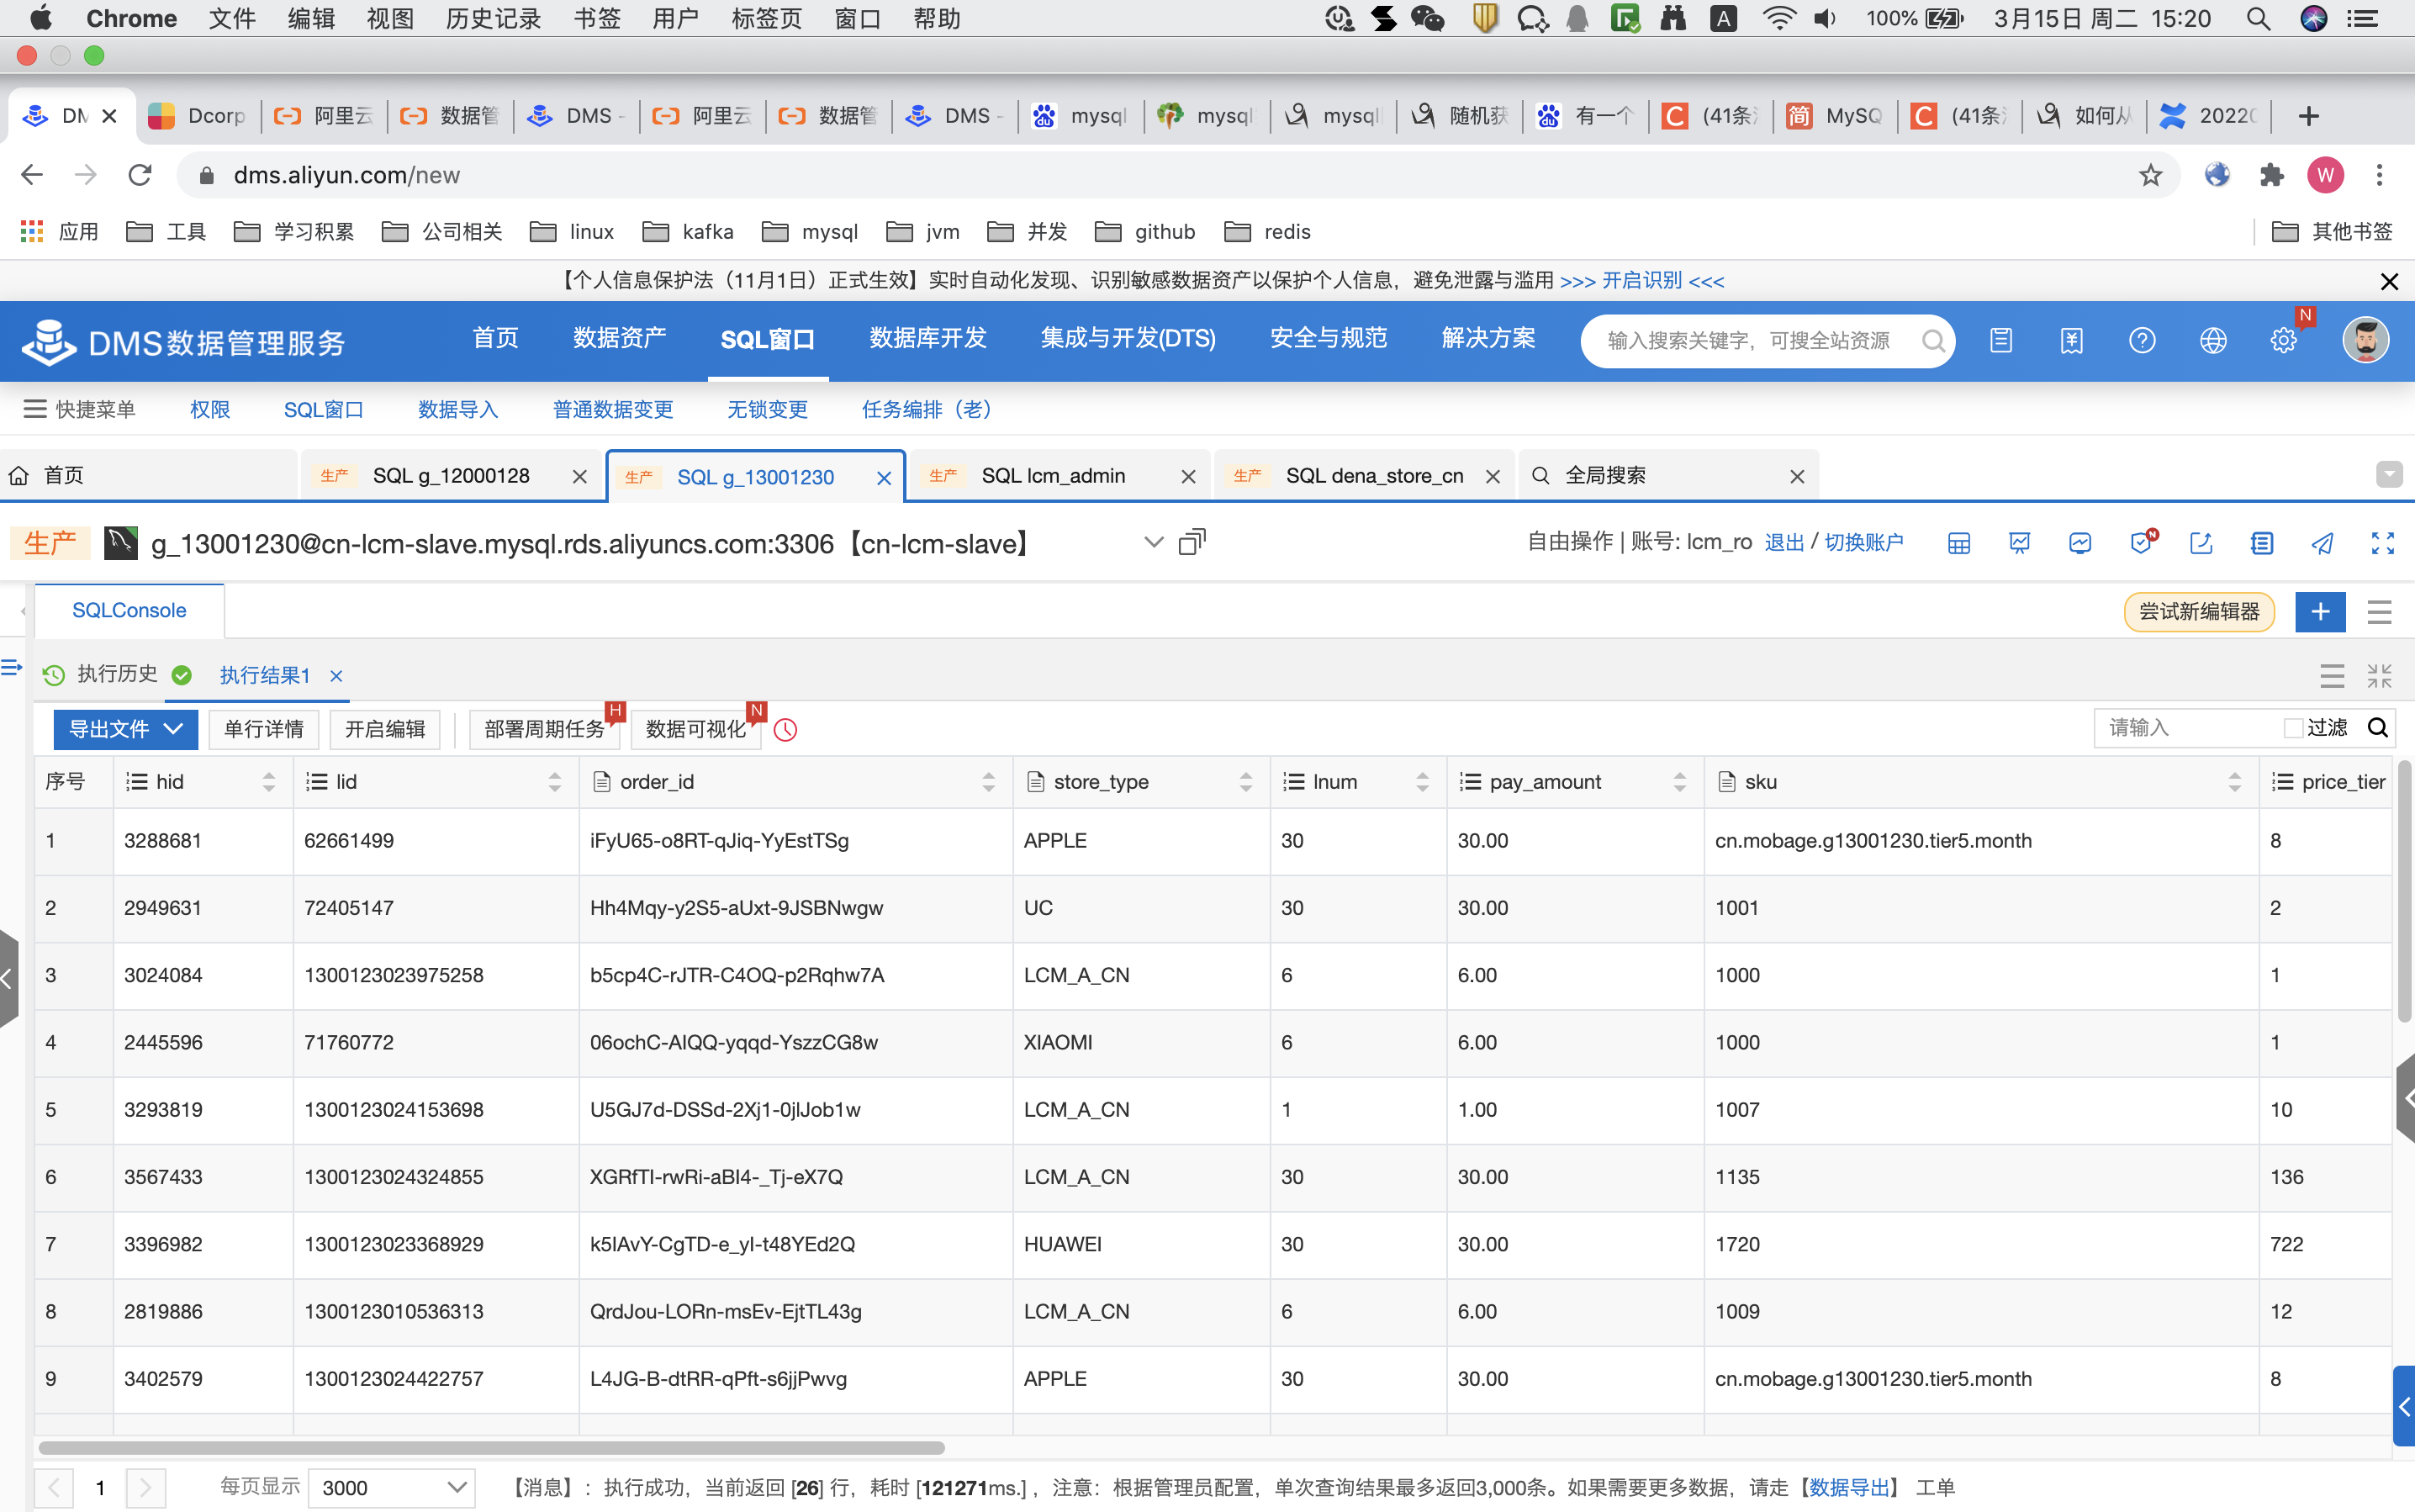 Chrome 文件 编辑 视图 历史记录 书签 用户 标签页 窗口 帮助 A 100% 3月15日 周二 15:20
DM Dcorp 阿里云 数据管 DMS - 阿里云 数据管 DMS - mysql mysql mysql 随机获 有一个 (41条 MySQ (41条 如何从 2022
dms.aliyun.com/new W
应用 工具 学习积累 公司相关 linux kafka mysql jvm 并发 github redis 其他书签
【个人信息保护法（11月1日）正式生效】实时自动化发现、识别敏感数据资产以保护个人信息，避免泄露与滥用 >>> 开启识别 <<<
DMS数据管理服务 首页 数据资产 SQL窗口 数据库开发 集成与开发(DTS) 安全与规范 解决方案 输入搜索关键字，可搜全站资源 N
快捷菜单 权限 SQL窗口 数据导入 普通数据变更 无锁变更 任务编排（老）
首页 生产 SQL g_12000128 生产 SQL g_13001230 生产 SQL lcm_admin 生产 SQL dena_store_cn 全局搜索
生产 g_13001230@cn-lcm-slave.mysql.rds.aliyuncs.com:3306【cn-lcm-slave】 自由操作 | 账号: lcm_ro 退出 / 切换账户 N
SQLConsole 尝试新编辑器 +
执行历史 执行结果1
导出文件 单行详情 开启编辑 部署周期任务 H 数据可视化 N 请输入 过滤
序号 hid lid order_id store_type lnum pay_amount sku price_tier
1 3288681 62661499 iFyU65-o8RT-qJiq-YyEstTSg APPLE 30 30.00 cn.mobage.g13001230.tier5.month 8
2 2949631 72405147 Hh4Mqy-y2S5-aUxt-9JSBNwgw UC 30 30.00 1001 2
3 3024084 1300123023975258 b5cp4C-rJTR-C4OQ-p2Rqhw7A LCM_A_CN 6 6.00 1000 1
4 2445596 71760772 06ochC-AIQQ-yqqd-YszzCG8w XIAOMI 6 6.00 1000 1
5 3293819 1300123024153698 U5GJ7d-DSSd-2Xj1-0jlJob1w LCM_A_CN 1 1.00 1007 10
6 3567433 1300123024324855 XGRfTI-rwRi-aBI4-_Tj-eX7Q LCM_A_CN 30 30.00 1135 136
7 3396982 1300123023368929 k5IAvY-CgTD-e_yI-t48YEd2Q HUAWEI 30 30.00 1720 722
8 2819886 1300123010536313 QrdJou-LORn-msEv-EjtTL43g LCM_A_CN 6 6.00 1009 12
9 3402579 1300123024422757 L4JG-B-dtRR-qPft-s6jjPwvg APPLE 30 30.00 cn.mobage.g13001230.tier5.month 8
1 每页显示 3000 【消息】：执行成功，当前返回 [26] 行，耗时 [121271ms.]，注意：根据管理员配置，单次查询结果最多返回3,000条。如果需要更多数据，请走【数据导出】 工单